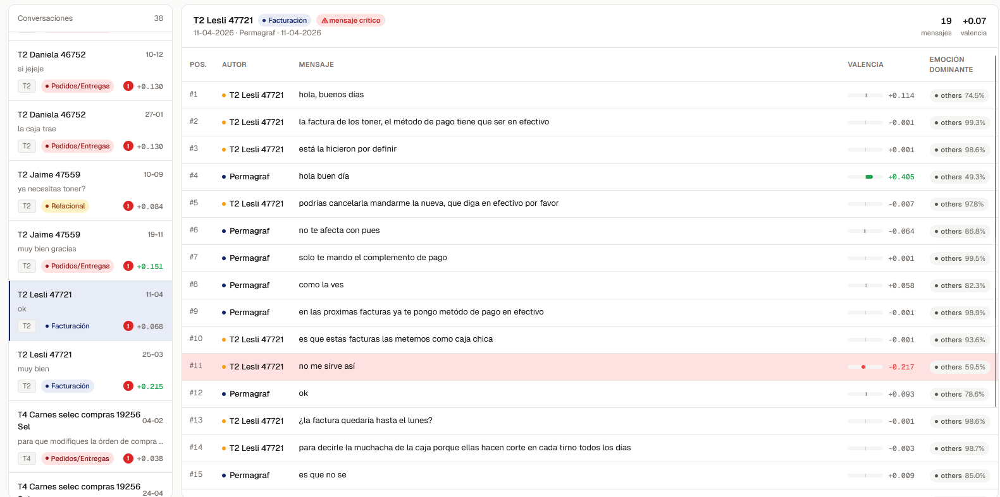 Conversaciones 38
T2 Daniela 46752 10-12
si jejeje
T2 Pedidos/Entregas ! +0.130
T2 Daniela 46752 27-01
la caja trae
T2 Pedidos/Entregas ! +0.130
T2 Jaime 47559 10-09
ya necesitas toner?
T2 Relacional ! +0.084
T2 Jaime 47559 19-11
muy bien gracias
T2 Pedidos/Entregas ! +0.151
T2 Lesli 47721 11-04
ok
T2 Facturación ! +0.068
T2 Lesli 47721 25-03
muy bien
T2 Facturación ! +0.215
T4 Carnes selec compras 19256 Sel 04-02
para que modifiques la órden de compra ...
T4 Pedidos/Entregas ! +0.038
T4 Carnes selec compras 19256 24-04
T2 Lesli 47721 Facturación mensaje crítico
11-04-2026 · Permagraf · 11-04-2026
19 +0.07
mensajes valencia
POS. AUTOR MENSAJE VALENCIA EMOCIÓN DOMINANTE
#1 T2 Lesli 47721 hola, buenos días +0.114 others 74.5%
#2 T2 Lesli 47721 la factura de los toner, el método de pago tiene que ser en efectivo -0.001 others 99.3%
#3 T2 Lesli 47721 está la hicieron por definir +0.001 others 98.6%
#4 Permagraf hola buen día +0.405 others 49.3%
#5 T2 Lesli 47721 podrías cancelarla mandarme la nueva, que diga en efectivo por favor -0.007 others 97.8%
#6 Permagraf no te afecta con pues -0.064 others 86.8%
#7 Permagraf solo te mando el complemento de pago +0.001 others 99.5%
#8 Permagraf como la ves +0.058 others 82.3%
#9 Permagraf en las proximas facturas ya te pongo metódo de pago en efectivo -0.001 others 98.9%
#10 T2 Lesli 47721 es que estas facturas las metemos como caja chica -0.001 others 93.6%
#11 T2 Lesli 47721 no me sirve así -0.217 others 59.5%
#12 Permagraf ok +0.093 others 78.6%
#13 T2 Lesli 47721 ¿la factura quedaría hasta el lunes? -0.001 others 98.6%
#14 T2 Lesli 47721 para decirle la muchacha de la caja porque ellas hacen corte en cada tirno todos los días -0.003 others 98.7%
#15 Permagraf es que no se +0.009 others 85.0%